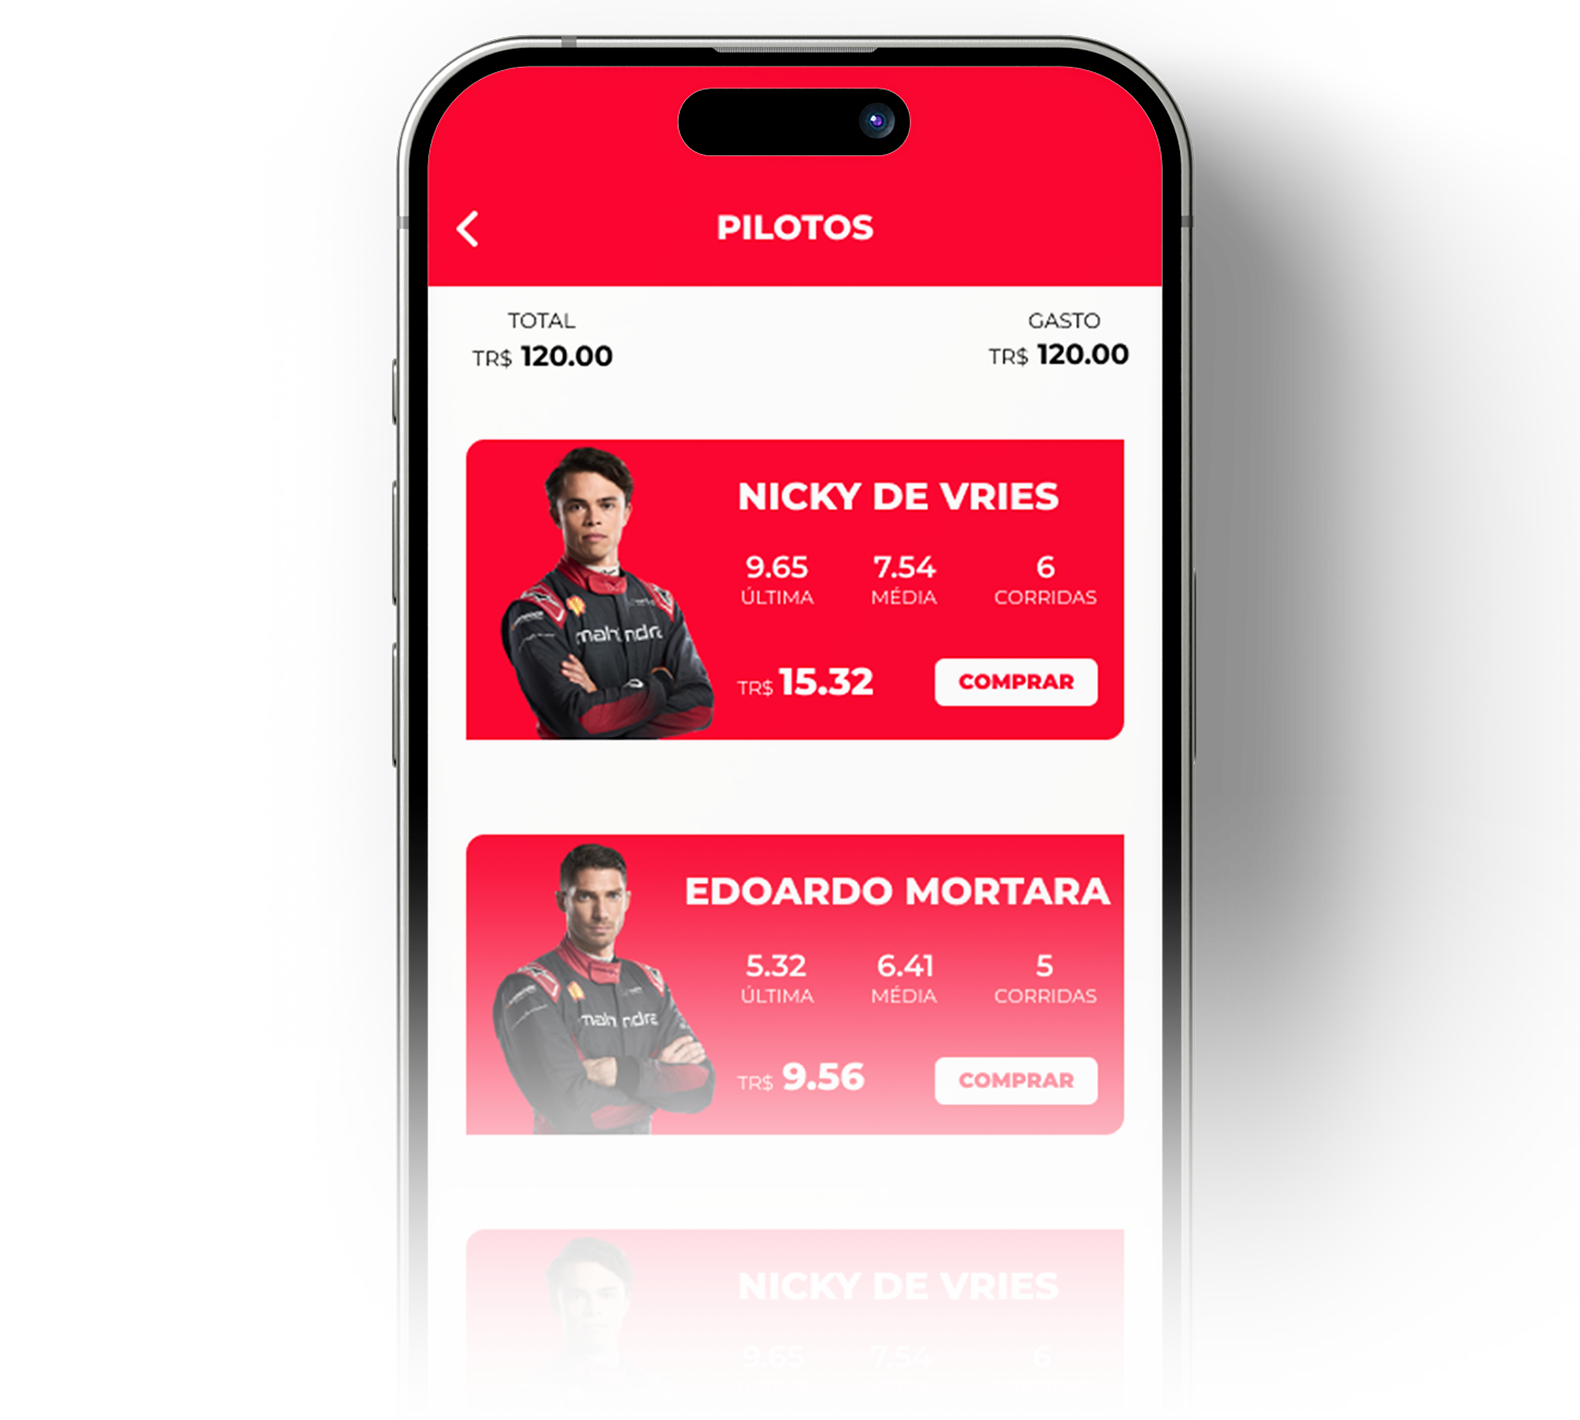 PILOTOS
TOTAL
GASTO
TR$ 120.00
TR$ 120.00
NICKY DE VRIES
9.65
7.54
6
ÚLTIMA
MÉDIA
CORRIDAS
mahindra
TR$ 15.32
COMPRAR
EDOARDO MORTARA
5.32
6.41
5
ÚLTIMA
MÉDIA
CORRIDAS
mahindra
TR$ 9.56
COMPRAR
NICKY DE VRIES
9.65
7.54
6